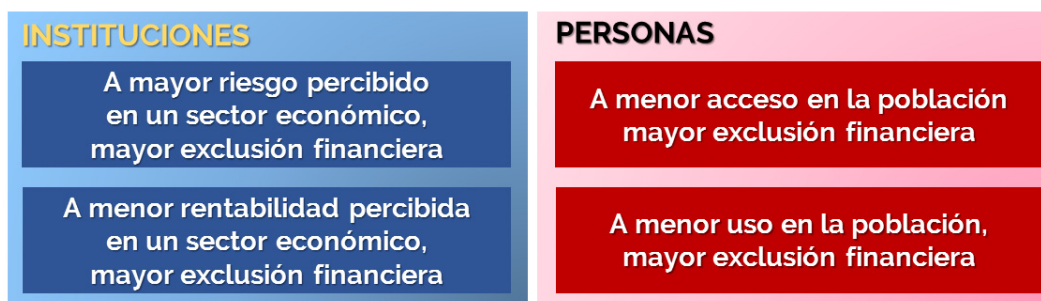 INSTITUCIONES
A mayor riesgo percibido
en un sector económico,
mayor exclusión financiera
A menor rentabilidad percibida
en un sector económico,
mayor exclusión financiera
PERSONAS
A menor acceso en la población
mayor exclusión financiera
A menor uso en la población,
mayor exclusión financiera